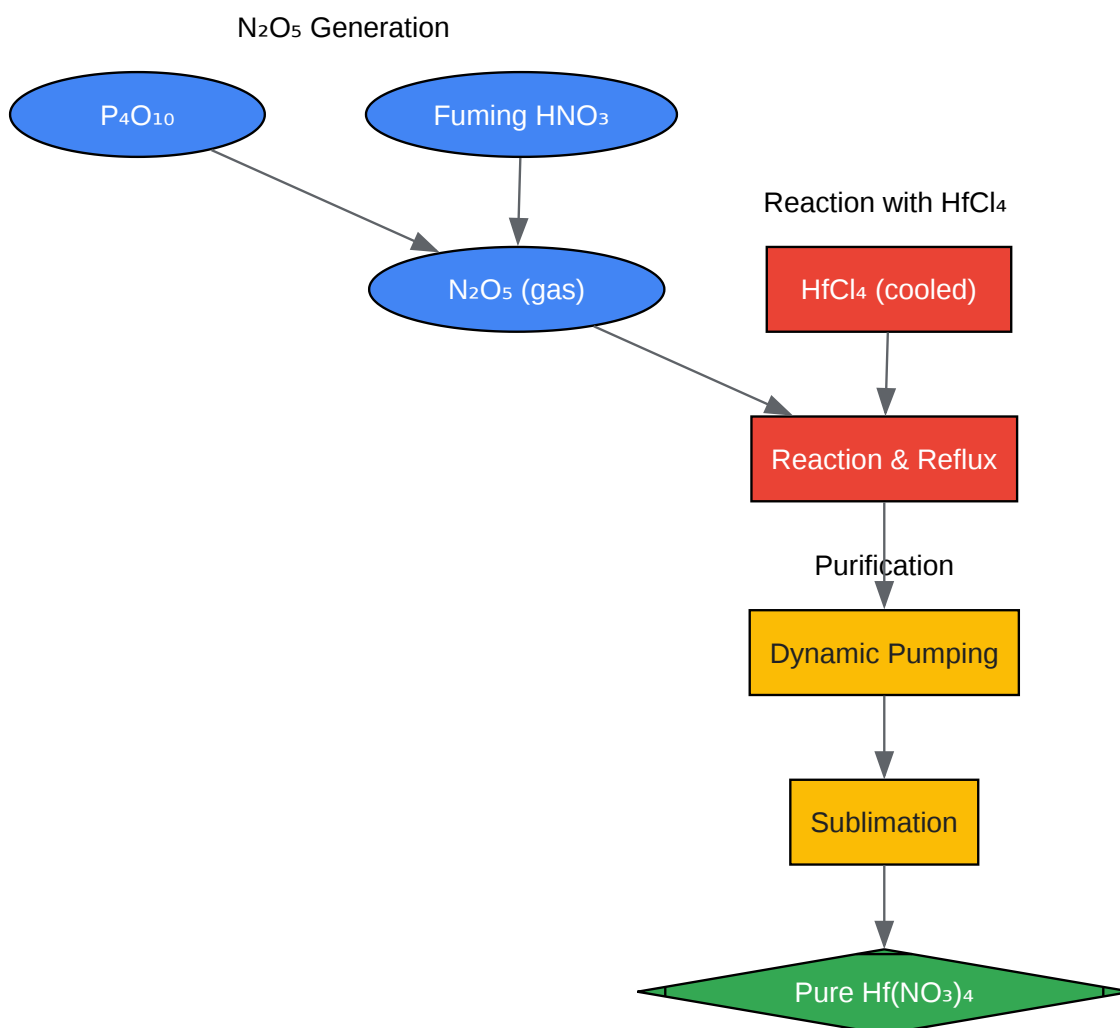 N₂O₅ Generation
P₄O₁₀
Fuming HNO₃
N₂O₅ (gas)
Reaction with HfCl₄
HfCl₄ (cooled)
Reaction & Reflux
Purification
Dynamic Pumping
Sublimation
Pure Hf(NO₃)₄